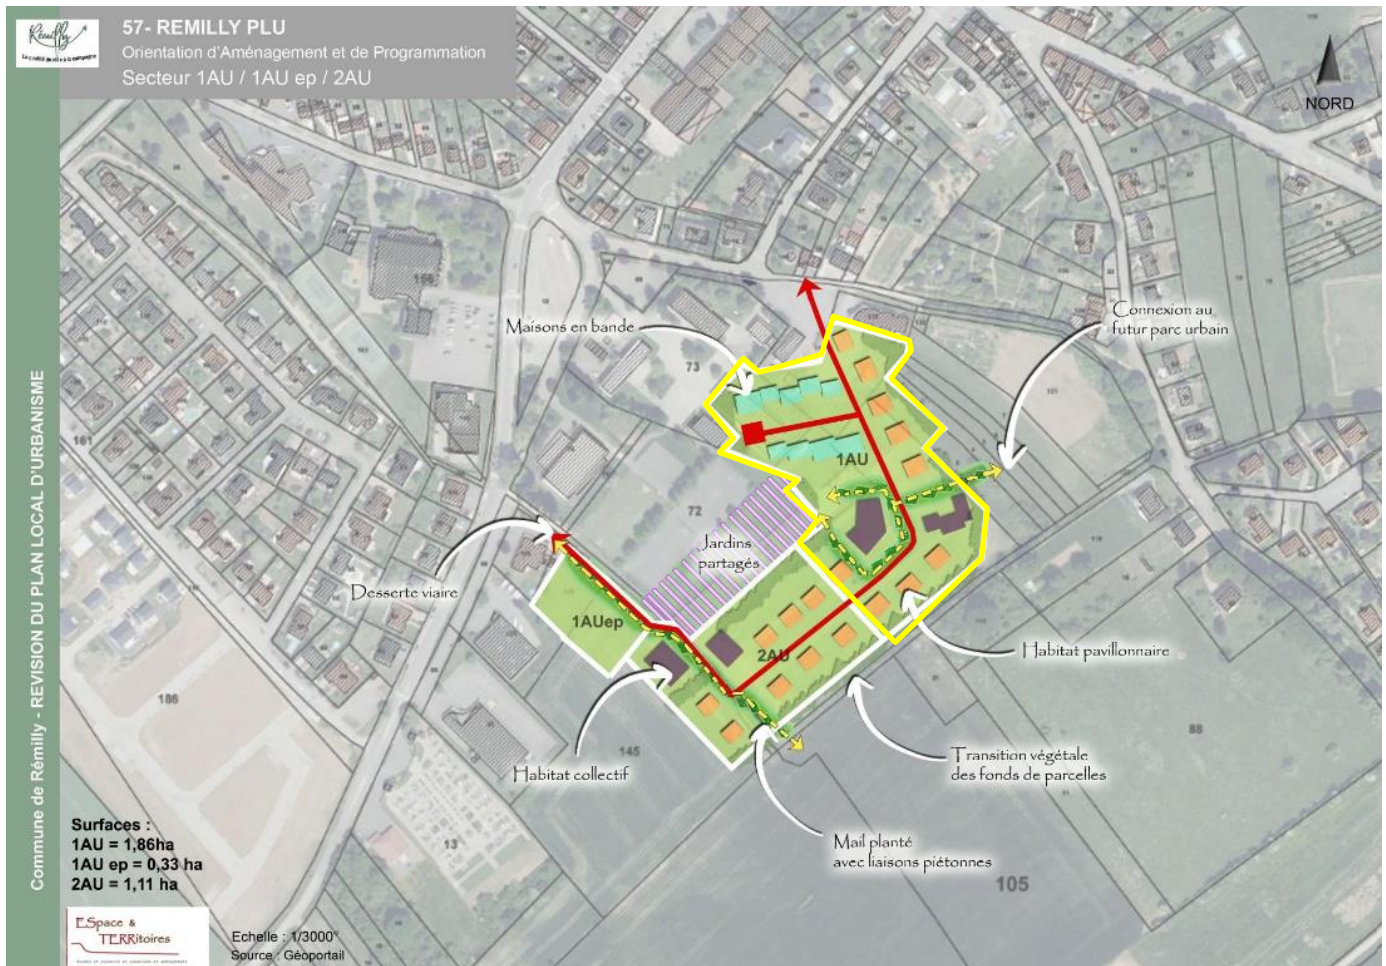 Rémilly
57- REMILLY PLU
Orientation d'Aménagement et de Programmation
Secteur 1AU / 1AU ep / 2AU
NORD
Commune de Rémilly - REVISION DU PLAN LOCAL D'URBANISME
Maisons en bande
Connexion au
futur parc urbain
73
156
161
1AU
72
Jardins
partagés
Desserte viaire
1AUep
2AU
Habitat pavillonnaire
186
88
145
Habitat collectif
Transition végétale
des fonds de parcelles
Mail planté
avec liaisons piétonnes
13
105
Surfaces :
1AU = 1,86ha
1AU ep = 0,33 ha
2AU = 1,11 ha
ESpace &
TERRitoires
Echelle : 1/3000°
Source : Géoportail